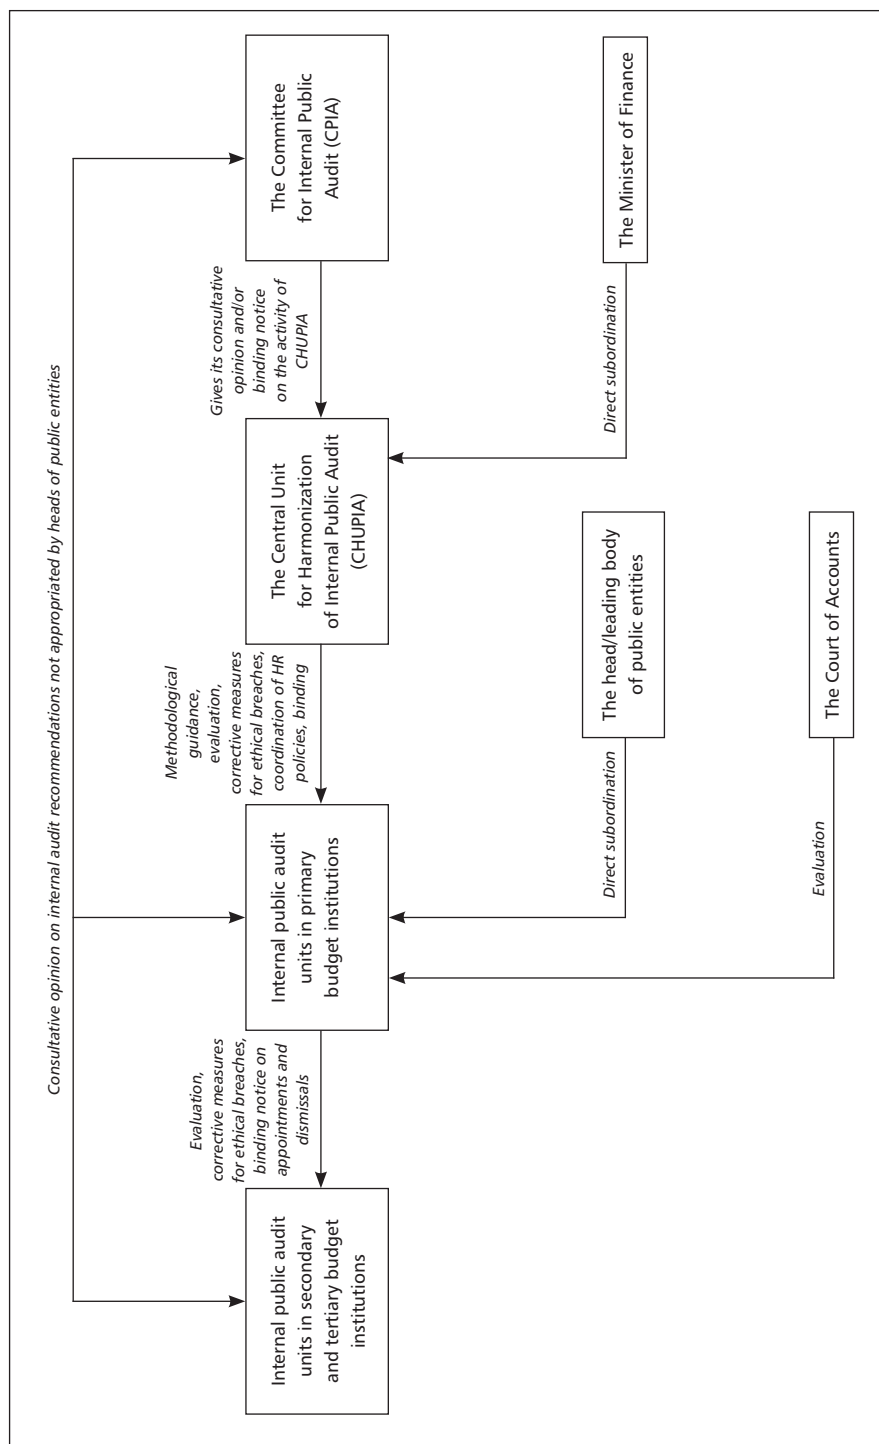 Consultative opinion on internal audit recommendations not appropriated by heads of public entities
Internal public audit
units in secondary
and tertiary budget
institutions
Evaluation,
corrective measures
for ethical breaches,
binding notice on
appointments and
dismissals
Internal public audit
units in primary
budget institutions
Methodological
guidance,
evaluation,
corrective measures
for ethical breaches,
coordination of HR
policies, binding
The Central Unit
for Harmonization
of Internal Public Audit
(CHUPIA)
Gives its consultative
opinion and/or
binding notice
on the activity of
CHUPIA
The Committee
for Internal Public
Audit (CPIA)
Direct subordination
The head/leading body
of public entities
Direct subordination
The Minister of Finance
Evaluation
The Court of Accounts